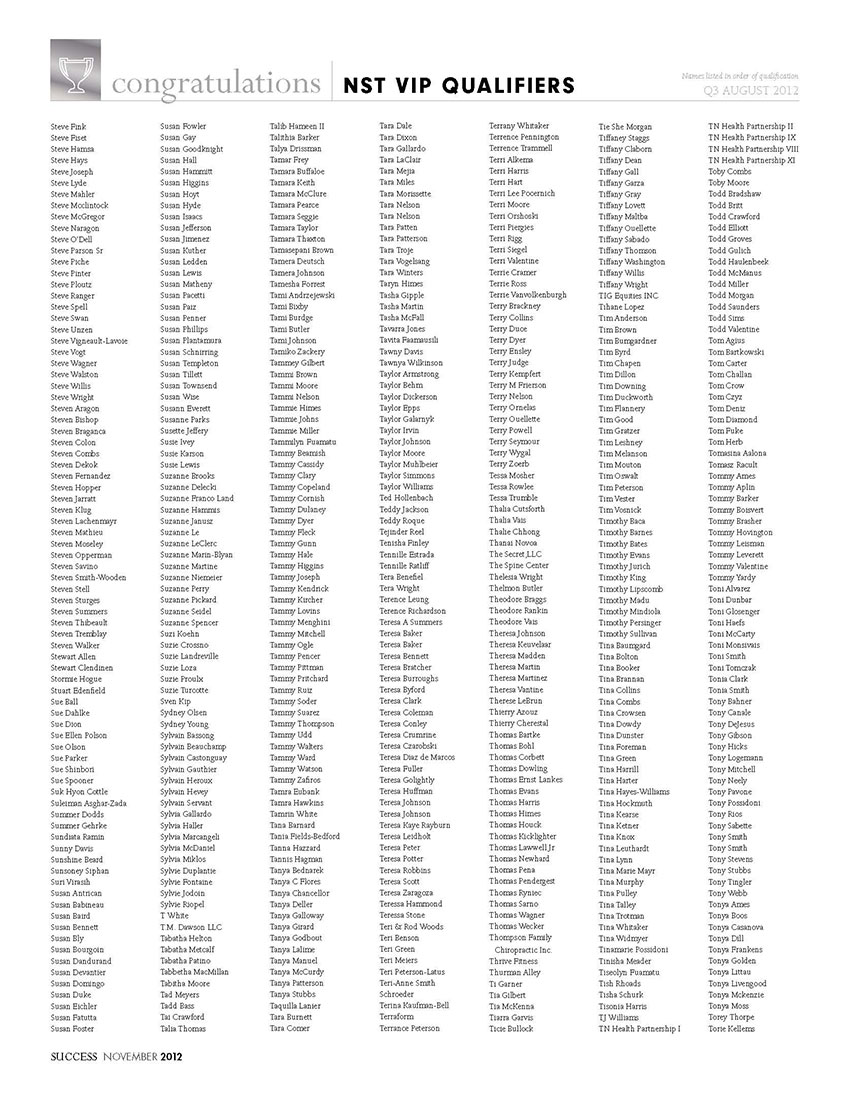 congratulations
NST VIP QUALIFIERS
Names listed in order of qualification
Q3 AUGUST 2012
Steve Fink
Steve Fiset
Steve Hamsa
Steve Hays
Steve Joseph
Steve Lyde
Steve Mahler
Steve Mcclintock
Steve McGregor
Steve Naragon
Steve O'Dell
Steve Parson Sr
Steve Piche
Steve Pinter
Steve Ploutz
Steve Ranger
Steve Spell
Steve Swan
Steve Unzen
Steve Vigneault-Lavoie
Steve Vogt
Steve Wagner
Steve Walston
Steve Willis
Steve Wright
Steven Aragon
Steven Bishop
Steven Braganca
Steven Colon
Steven Combs
Steven Dekok
Steven Fernandez
Steven Hopper
Steven Jarratt
Steven Klug
Steven Lachenmayr
Steven Mathieu
Steven Moseley
Steven Opperman
Steven Savino
Steven Smith-Wooden
Steven Stell
Steven Sturges
Steven Summers
Steven Thibeault
Steven Tremblay
Steven Walker
Stewart Allen
Stewart Clendinen
Stormie Hogue
Stuart Edenfield
Sue Ball
Sue Dahlke
Sue Dion
Sue Ellen Polson
Sue Olson
Sue Parker
Sue Shinbori
Sue Spooner
Suk Hyon Cottle
Suleiman Asghar-Zada
Summer Dodds
Summer Gehrke
Sundiata Ramin
Sunny Davis
Sunshine Beard
Sunsoney Siphan
Suri Virasih
Susan Antrican
Susan Babineau
Susan Baird
Susan Bennett
Susan Bly
Susan Bourgoin
Susan Dandurand
Susan Devantier
Susan Domingo
Susan Duke
Susan Eichler
Susan Fatutta
Susan Foster
Susan Fowler
Susan Gay
Susan Goodknight
Susan Hall
Susan Hammitt
Susan Higgins
Susan Hoyt
Susan Hyde
Susan Isaacs
Susan Jefferson
Susan Jimenez
Susan Kuther
Susan Ledden
Susan Lewis
Susan Matheny
Susan Pacetti
Susan Paiz
Susan Penner
Susan Phillips
Susan Plantamura
Susan Schnirring
Susan Templeton
Susan Tillett
Susan Townsend
Susan Wise
Susann Everett
Susanne Parks
Susette Jeffery
Susie Ivey
Susie Karson
Susie Lewis
Suzanne Brooks
Suzanne Delecki
Suzanne Franco Land
Suzanne Hammis
Suzanne Janusz
Suzanne Le
Suzanne LeClerc
Suzanne Marin-Blyan
Suzanne Martine
Suzanne Niemeier
Suzanne Perry
Suzanne Pickard
Suzanne Seidel
Suzanne Spencer
Suzi Koehn
Suzie Crossno
Suzie Landreville
Suzie Loza
Suzie Proulx
Suzie Turcotte
Sven Kip
Sydney Olsen
Sydney Young
Sylvain Bassong
Sylvain Beauchamp
Sylvain Castonguay
Sylvain Gauthier
Sylvain Heroux
Sylvain Hevey
Sylvain Servant
Sylvia Gallardo
Sylvia Haller
Sylvia Marcangeli
Sylvia McDaniel
Sylvia Miklos
Sylvie Duplantie
Sylvie Fontaine
Sylvie Jodoin
Sylvie Riopel
T White
T.M. Dawson LLC
Tabatha Helton
Tabatha Metcalf
Tabatha Patino
Tabbetha MacMillan
Tabitha Moore
Tad Meyers
Tadd Bass
Tai Crawford
Talia Thomas
Talib Hameen II
Talithia Barker
Talya Drissman
Tamar Frey
Tamara Buffaloe
Tamara Keith
Tamara McClure
Tamara Pearce
Tamara Seggie
Tamara Taylor
Tamara Thaxton
Tamasepani Brown
Tamera Deutsch
Tamera Johnson
Tamesha Forrest
Tami Andrzejewski
Tami Bixby
Tami Burdge
Tami Butler
Tami Johnson
Tamiko Zackery
Tammey Gilbert
Tammi Brown
Tammi Moore
Tammi Nelson
Tammie Himes
Tammie Johns
Tammie Miller
Tammilyn Fuamatu
Tammy Beamish
Tammy Cassidy
Tammy Clary
Tammy Copeland
Tammy Cornish
Tammy Dulaney
Tammy Dyer
Tammy Fleck
Tammy Gunn
Tammy Hale
Tammy Higgins
Tammy Joseph
Tammy Kendrick
Tammy Kircher
Tammy Lovins
Tammy Menghini
Tammy Mitchell
Tammy Ogle
Tammy Pencer
Tammy Pittman
Tammy Pritchard
Tammy Ruiz
Tammy Soder
Tammy Suarez
Tammy Thompson
Tammy Udd
Tammy Walters
Tammy Ward
Tammy Watson
Tammy Zafiros
Tamra Eubank
Tamra Hawkins
Tamrin White
Tana Barnard
Tania Fields-Bedford
Tanna Hazzard
Tannis Hagman
Tanya Bednarek
Tanya C Flores
Tanya Chancellor
Tanya Deller
Tanya Galloway
Tanya Girard
Tanya Godbout
Tanya Lalime
Tanya Manuel
Tanya McCurdy
Tanya Patterson
Tanya Stubbs
Taquilla Lanier
Tara Burnett
Tara Comer
Tara Dale
Tara Dixon
Tara Gallardo
Tara LaClair
Tara Mejia
Tara Miles
Tara Morissette
Tara Nelson
Tara Nelson
Tara Patten
Tara Patterson
Tara Troje
Tara Vogelsang
Tara Winters
Taryn Himes
Tasha Gipple
Tasha Martin
Tasha McFall
Tavarra Jones
Tavita Faamausili
Tawny Davis
Tawnya Wilkinson
Taylor Armstrong
Taylor Behm
Taylor Dickerson
Taylor Epps
Taylor Galarnyk
Taylor Irvin
Taylor Johnson
Taylor Moore
Taylor Muhlbeier
Taylor Simmons
Taylor Williams
Ted Hollenbach
Teddy Jackson
Teddy Roque
Tejinder Reel
Tenisha Finley
Tennille Estrada
Tennille Ratliff
Tera Benefiel
Tera Wright
Terence Leung
Terence Richardson
Teresa A Summers
Teresa Baker
Teresa Baker
Teresa Bennett
Teresa Bratcher
Teresa Burroughs
Teresa Byford
Teresa Clark
Teresa Coleman
Teresa Conley
Teresa Crumrine
Teresa Czarobski
Teresa Diaz de Marcos
Teresa Fuller
Teresa Golightly
Teresa Huffman
Teresa Johnson
Teresa Johnson
Teresa Kaye Rayburn
Teresa Leidholt
Teresa Peter
Teresa Potter
Teresa Robbins
Teresa Scott
Teresa Zaragoza
Teressa Hammond
Teressa Stone
Teri & Rod Woods
Teri Benson
Teri Green
Teri Meiers
Teri Peterson-Latus
Teri-Anne Smith
Schroeder
Terina Kaufman-Bell
Terraform
Terrance Peterson
Terrany Whitaker
Terrence Pennington
Terrence Trammell
Terri Alkema
Terri Harris
Terri Hart
Terri Lee Pocernich
Terri Moore
Terri Orshoski
Terri Piergies
Terri Rigg
Terri Siegel
Terri Valentine
Terrie Cramer
Terrie Ross
Terrie Vanvolkenburgh
Terry Brackney
Terry Collins
Terry Duce
Terry Dyer
Terry Ensley
Terry Judge
Terry Kempfert
Terry M Frierson
Terry Nelson
Terry Ornelas
Terry Ouellette
Terry Powell
Terry Seymour
Terry Wygal
Terry Zoerb
Tessa Mosher
Tessa Rowlee
Tessa Trumble
Thalia Cutsforth
Thalia Vais
Thalie Chhong
Thanai Novoa
The Secret,LLC
The Spine Center
Thelesia Wright
Thelmon Butler
Theodore Braggs
Theodore Rankin
Theodore Vais
Theresa Johnson
Theresa Keuvelaar
Theresa Madden
Theresa Martin
Theresa Martinez
Theresa Vantine
Therese LeBrun
Thierry Azouz
Thierry Cherestal
Thomas Bartke
Thomas Bohl
Thomas Corbett
Thomas Dowling
Thomas Ernst Lankes
Thomas Evans
Thomas Harris
Thomas Himes
Thomas Houck
Thomas Kicklighter
Thomas Lawwell Jr
Thomas Newhard
Thomas Pena
Thomas Pendergest
Thomas Ryniec
Thomas Sarno
Thomas Wagner
Thomas Wecker
Thompson Family
Chiropractic Inc.
Thrive Fitness
Thurman Alley
Ti Garner
Tia Gilbert
Tia McKenna
Tiarra Garvis
Ticie Bullock
Tie She Morgan
Tiffaney Staggs
Tiffany Claborn
Tiffany Dean
Tiffany Gall
Tiffany Garza
Tiffany Gray
Tiffany Lovett
Tiffany Maltba
Tiffany Ouellette
Tiffany Sabado
Tiffany Thomson
Tiffany Washington
Tiffany Willis
Tiffany Wright
TIG Equities INC
Tihane Lopez
Tim Anderson
Tim Brown
Tim Bumgardner
Tim Byrd
Tim Chapen
Tim Dillon
Tim Downing
Tim Duckworth
Tim Flannery
Tim Good
Tim Gratzer
Tim Leishney
Tim Melanson
Tim Mouton
Tim Oswalt
Tim Peterson
Tim Vester
Tim Vosnick
Timothy Baca
Timothy Barnes
Timothy Bates
Timothy Evans
Timothy Jurich
Timothy King
Timothy Lipscomb
Timothy Madu
Timothy Mindiola
Timothy Persinger
Timothy Sullivan
Tina Baumgard
Tina Bolton
Tina Booker
Tina Brannan
Tina Collins
Tina Combs
Tina Crowsen
Tina Dowdy
Tina Dunster
Tina Foreman
Tina Green
Tina Harrill
Tina Harter
Tina Hayes-Williams
Tina Hockmuth
Tina Kearse
Tina Ketner
Tina Knox
Tina Leuthardt
Tina Lynn
Tina Marie Mayr
Tina Murphy
Tina Pulley
Tina Talley
Tina Trotman
Tina Whitaker
Tina Widmyer
Tinamarie Possidoni
Tinisha Meader
Tiseolyn Fuamatu
Tish Rhoads
Tisha Schurk
Tisonia Harris
TJ Williams
TN Health Partnership I
TN Health Partnership II
TN Health Partnership IX
TN Health Partnership VIII
TN Health Partnership XI
Toby Combs
Toby Moore
Todd Bradshaw
Todd Britt
Todd Crawford
Todd Elliott
Todd Groves
Todd Gulich
Todd Haulenbeek
Todd McManus
Todd Miller
Todd Morgan
Todd Saunders
Todd Sims
Todd Valentine
Tom Agius
Tom Bartkowski
Tom Carter
Tom Challan
Tom Crow
Tom Czyz
Tom Deniz
Tom Diamond
Tom Fuke
Tom Herb
Tomasina Aalona
Tomasz Racult
Tommy Ames
Tommy Aplin
Tommy Barker
Tommy Boisvert
Tommy Brasher
Tommy Hovington
Tommy Leisman
Tommy Leverett
Tommy Valentine
Tommy Yardy
Toni Alvarez
Toni Dunbar
Toni Glosenger
Toni Haefs
Toni McCarty
Toni Monsivais
Toni Smith
Toni Tomczak
Tonia Clark
Tonia Smith
Tony Bahner
Tony Canale
Tony DeJesus
Tony Gibson
Tony Hicks
Tony Logemann
Tony Mitchell
Tony Neely
Tony Pavone
Tony Possidoni
Tony Rios
Tony Sabette
Tony Smith
Tony Smith
Tony Stevens
Tony Stubbs
Tony Tingler
Tony Webb
Tonya Ames
Tonya Boos
Tonya Casanova
Tonya Dill
Tonya Frankens
Tonya Golden
Tonya Littau
Tonya Livengood
Tonya Mckenzie
Tonya Moss
Torey Thorpe
Torie Kellems
SUCCESS NOVEMBER 2012